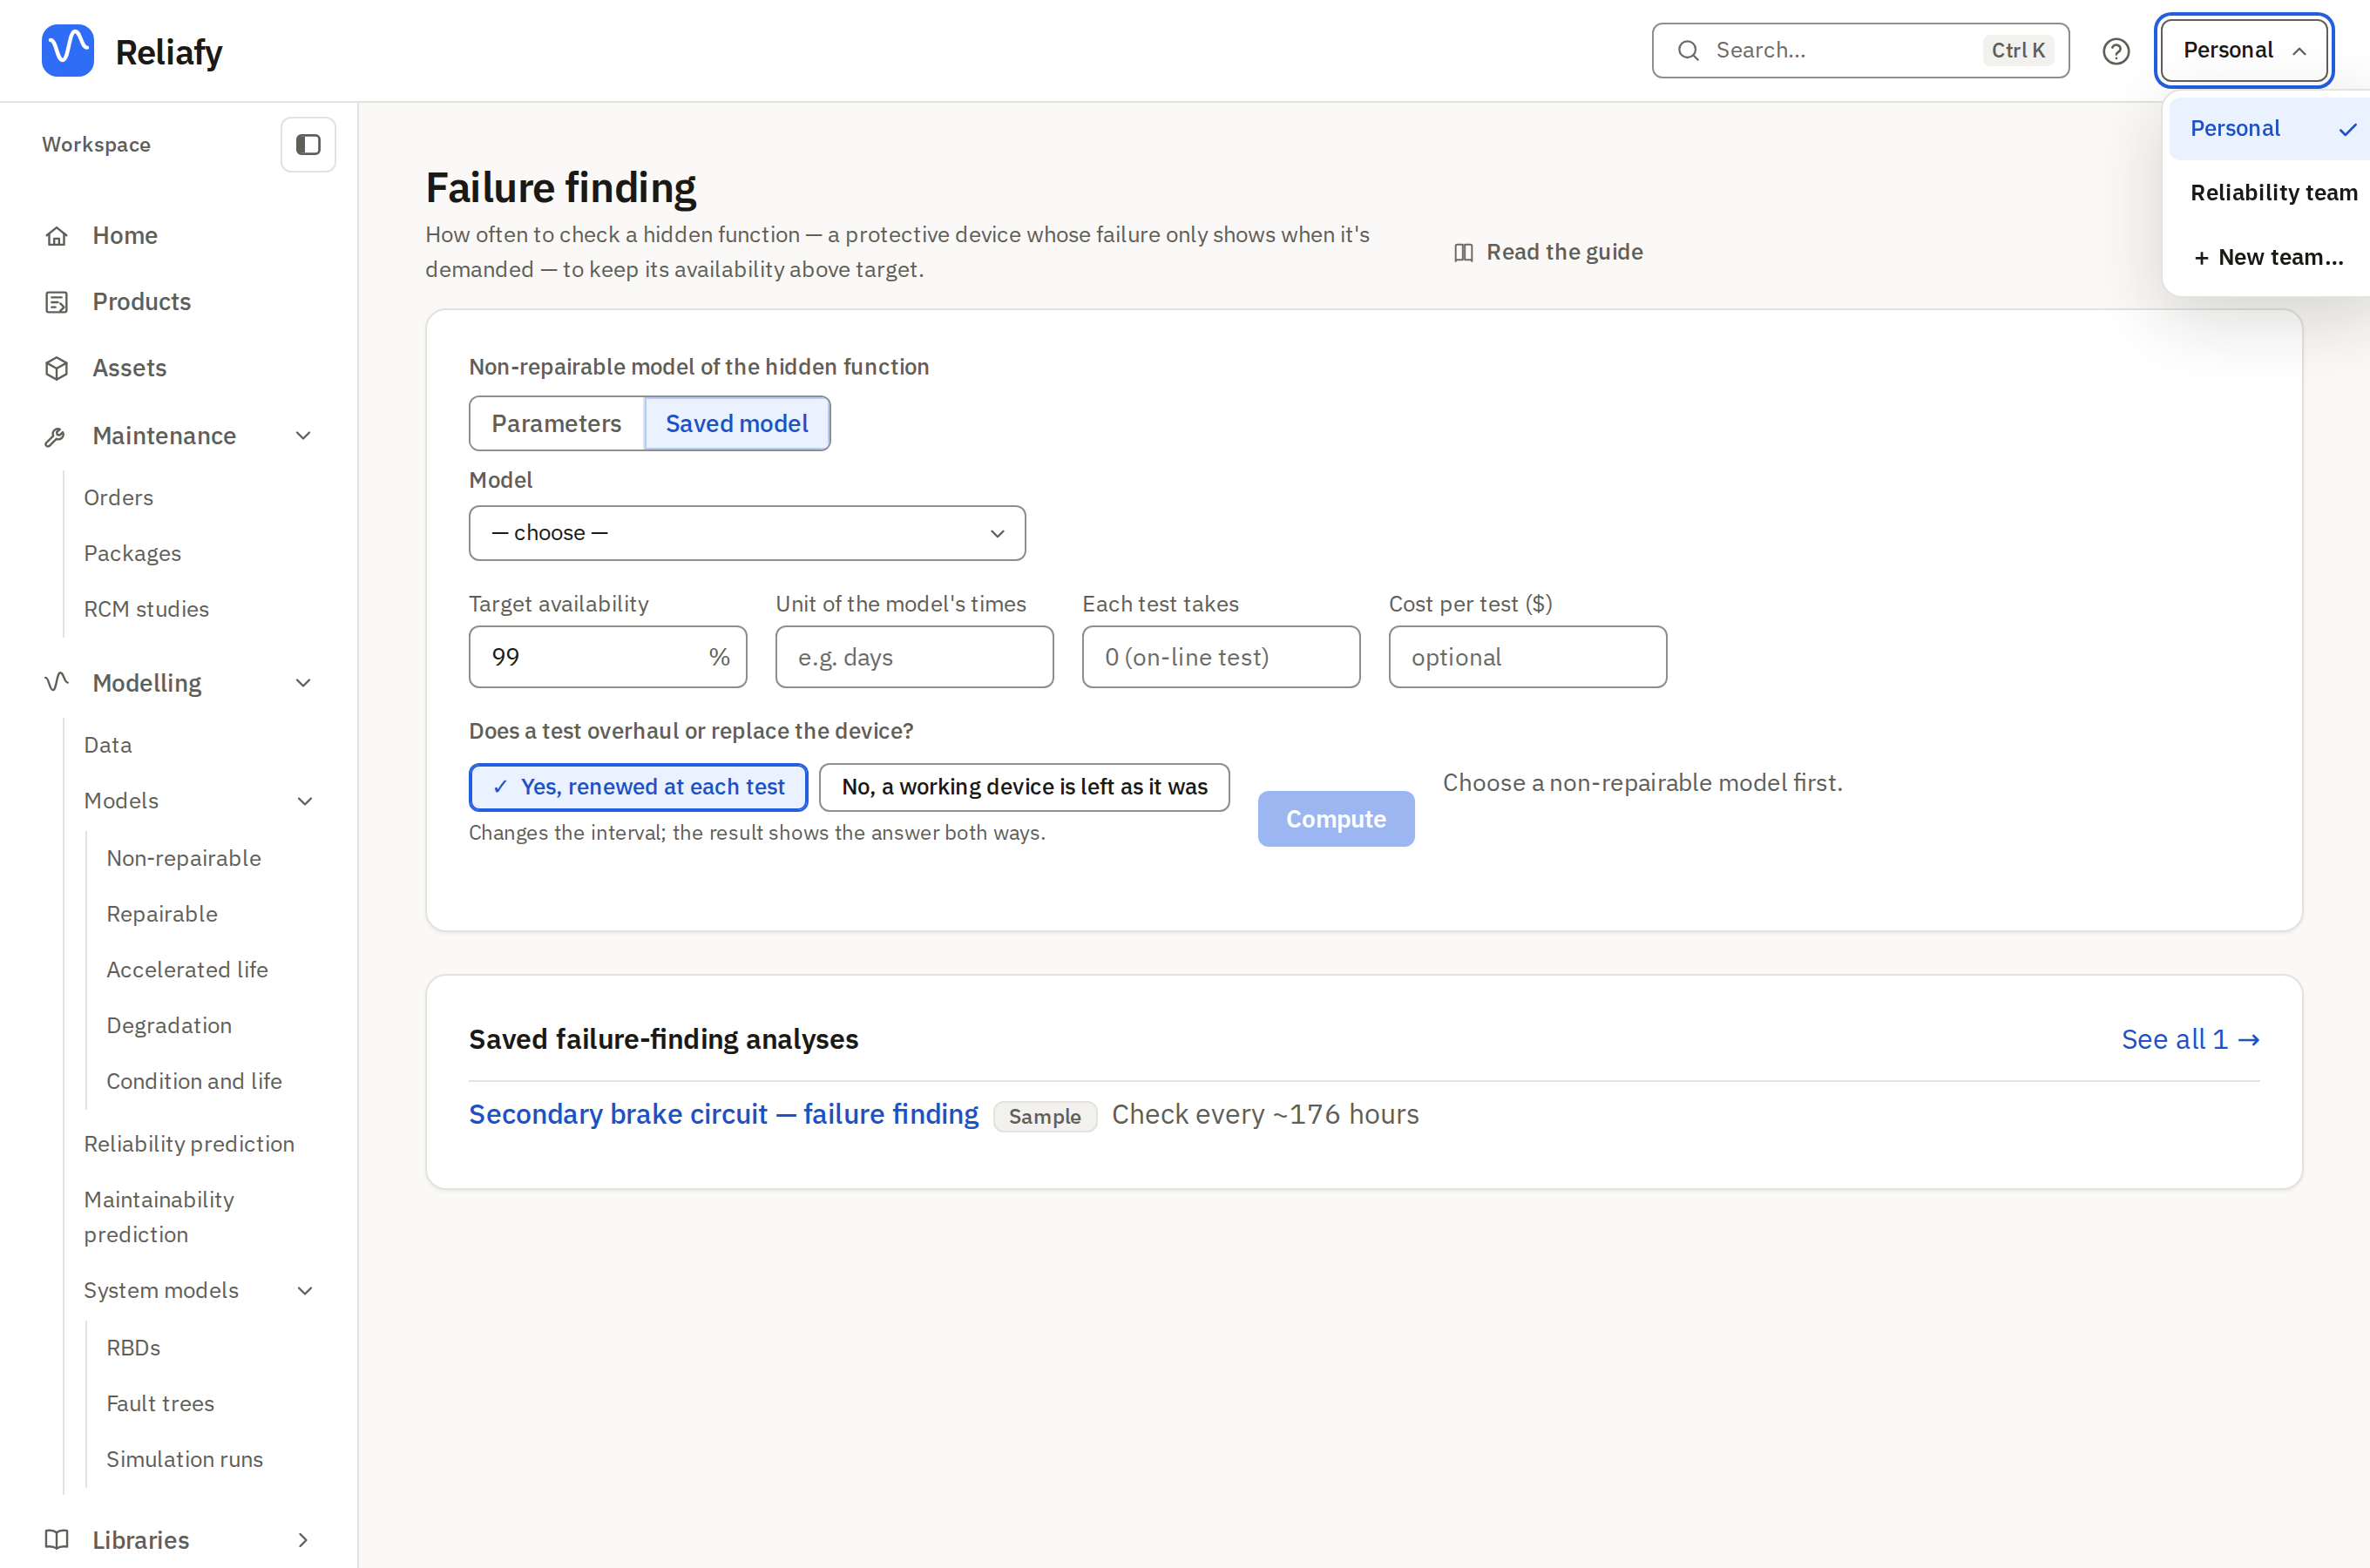 Reliafy
Search...
Ctrl K
Personal
Personal
Reliability team
+ New team...
Workspace
Home
Products
Assets
Maintenance
Orders
Packages
RCM studies
Modelling
Data
Models
Non-repairable
Repairable
Accelerated life
Degradation
Condition and life
Reliability prediction
Maintainability
prediction
System models
RBDs
Fault trees
Simulation runs
Libraries
Failure finding
How often to check a hidden function — a protective device whose failure only shows when it's
demanded — to keep its availability above target.
Read the guide
Non-repairable model of the hidden function
Parameters
Saved model
Model
— choose —
Target availability
Unit of the model's times
Each test takes
Cost per test ($)
99 %
e.g. days
0 (on-line test)
optional
Does a test overhaul or replace the device?
✓ Yes, renewed at each test
No, a working device is left as it was
Changes the interval; the result shows the answer both ways.
Compute
Choose a non-repairable model first.
Saved failure-finding analyses
See all 1 →
Secondary brake circuit — failure finding Sample Check every ~176 hours